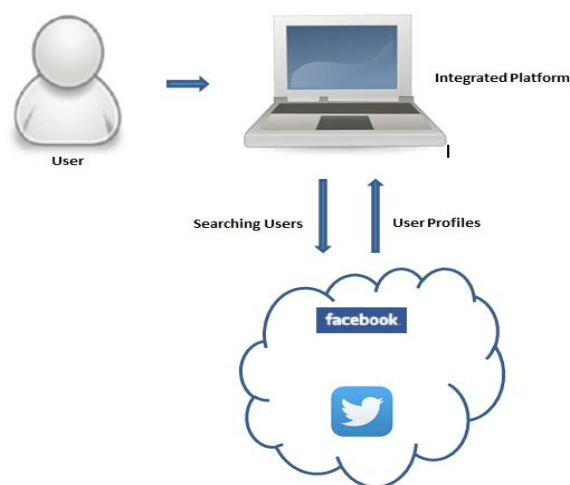 Integrated Platform
User
Searching Users
User Profiles
facebook